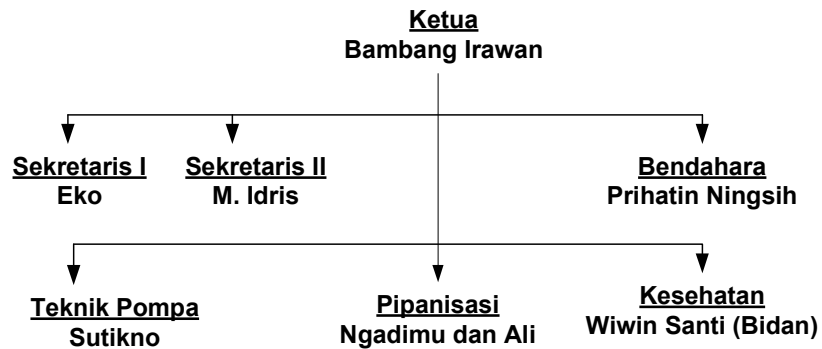 Ketua
Bambang Irawan
Sekretaris I
Eko
Sekretaris II
M. Idris
Bendahara
Prihatin Ningsih
Teknik Pompa
Sutikno
Pipanisasi
Ngadimu dan Ali
Kesehatan
Wiwin Santi (Bidan)